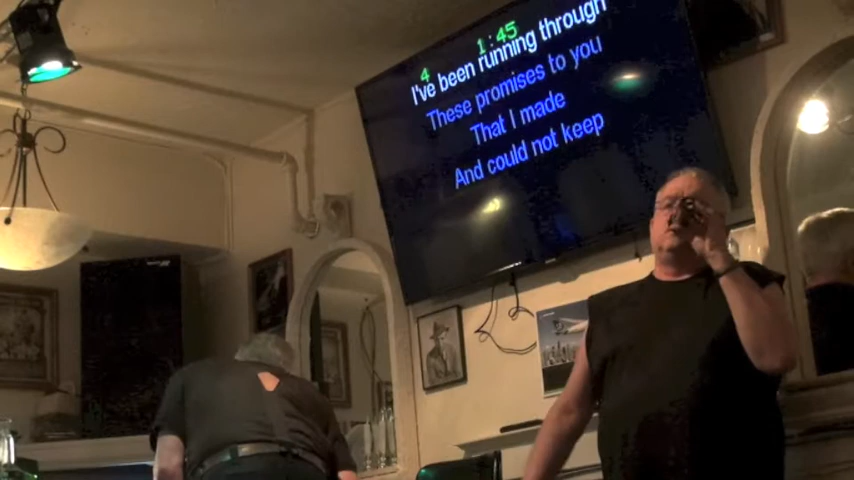 4
1:45
I've been running through
These promises to you
That I made
And could not keep